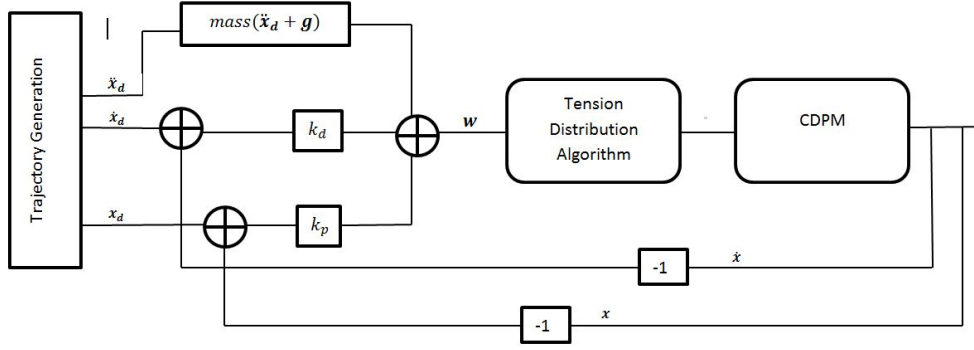 Trajectory Generation
mass(ẍ_d + g)
ẍ_d
ẋ_d
x_d
k_d
k_p
w
Tension
Distribution
Algorithm
CDPM
-1
ẋ
-1
x